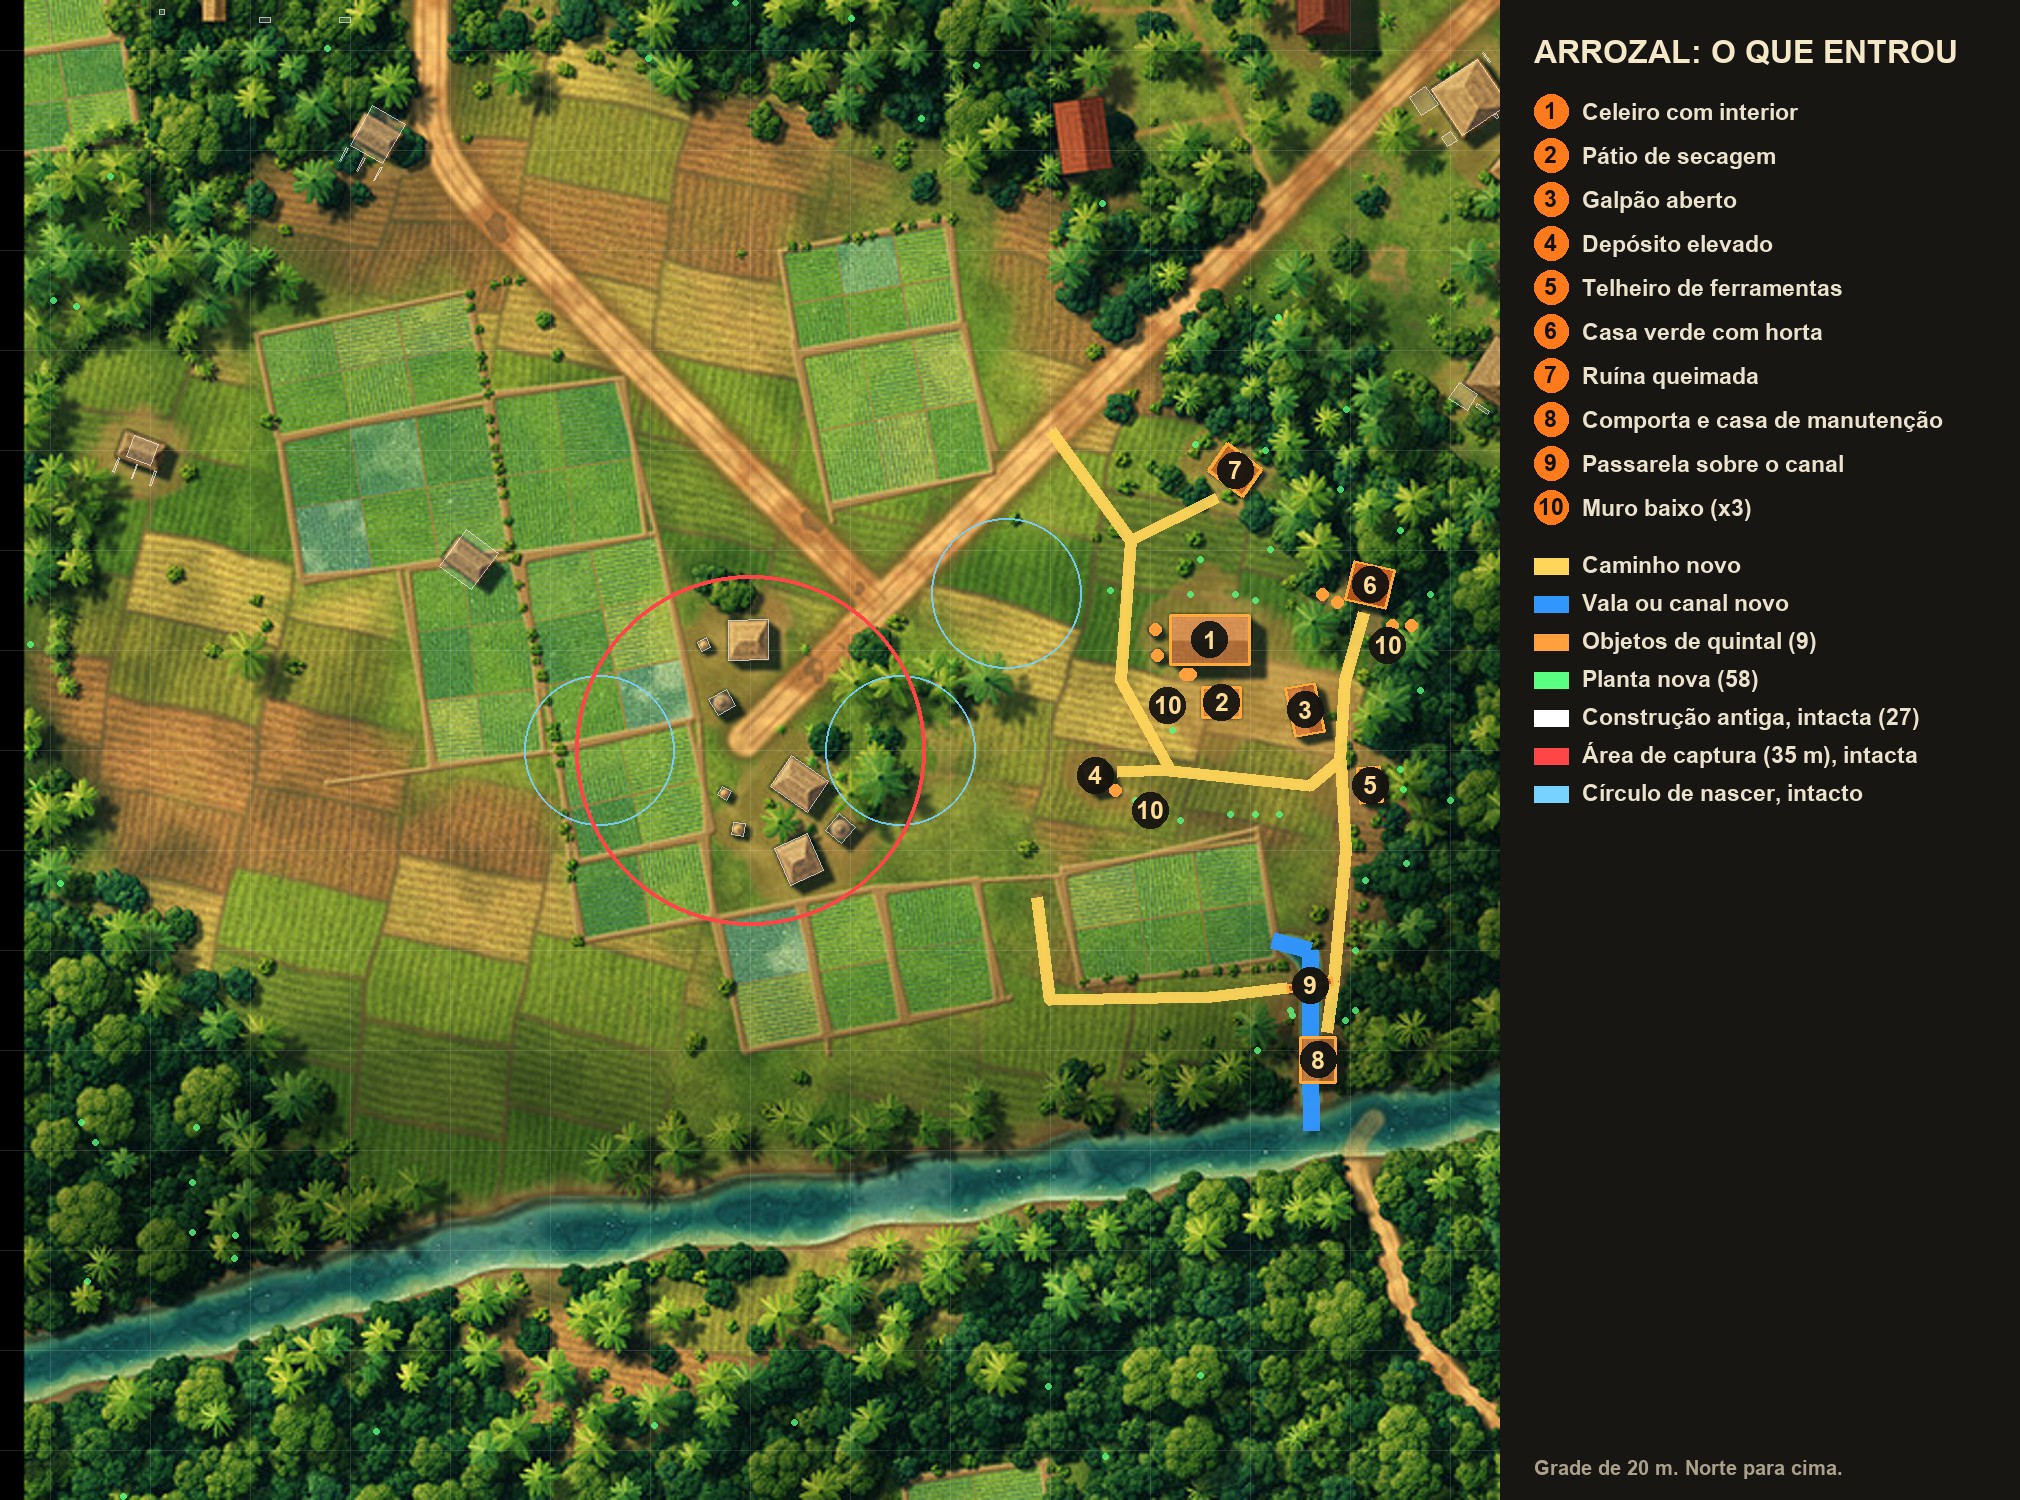 ARROZAL: O QUE ENTROU
1 Celeiro com interior
2 Pátio de secagem
3 Galpão aberto
4 Depósito elevado
5 Telheiro de ferramentas
6 Casa verde com horta
7 Ruína queimada
8 Comporta e casa de manutenção
9 Passarela sobre o canal
10 Muro baixo (x3)
Caminho novo
Vala ou canal novo
Objetos de quintal (9)
Planta nova (58)
Construção antiga, intacta (27)
Área de captura (35 m), intacta
Círculo de nascer, intacto
7
6
1
10
10
2
3
4
5
10
9
8
Grade de 20 m. Norte para cima.